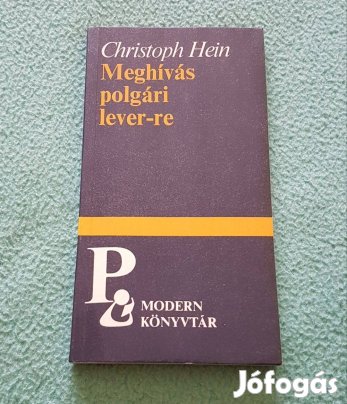 Christoph Hein
Meghívás
polgári
lever-re
MODERN
KÖNYVTÁR
Jófogás